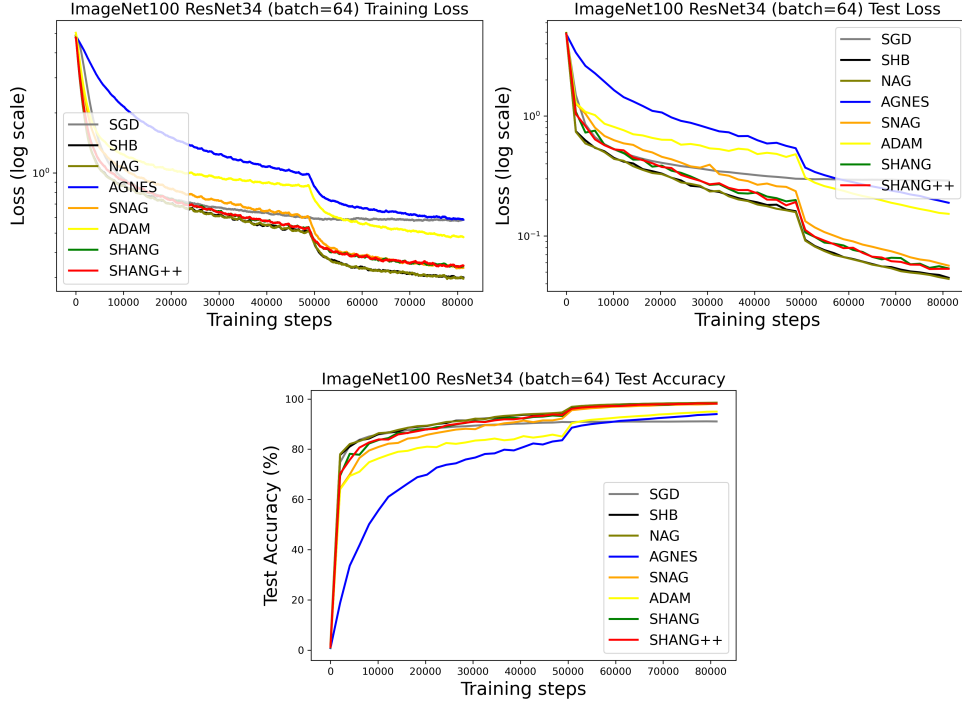 ImageNet100 ResNet34 (batch=64) Training Loss
Loss (log scale)
10⁰
SGD
SHB
NAG
AGNES
SNAG
ADAM
SHANG
SHANG++
0 10000 20000 30000 40000 50000 60000 70000 80000
Training steps
ImageNet100 ResNet34 (batch=64) Test Loss
Loss (log scale)
10⁰
10⁻¹
SGD
SHB
NAG
AGNES
SNAG
ADAM
SHANG
SHANG++
0 10000 20000 30000 40000 50000 60000 70000 80000
Training steps
ImageNet100 ResNet34 (batch=64) Test Accuracy
Test Accuracy (%)
100
80
60
40
20
0
SGD
SHB
NAG
AGNES
SNAG
ADAM
SHANG
SHANG++
0 10000 20000 30000 40000 50000 60000 70000 80000
Training steps